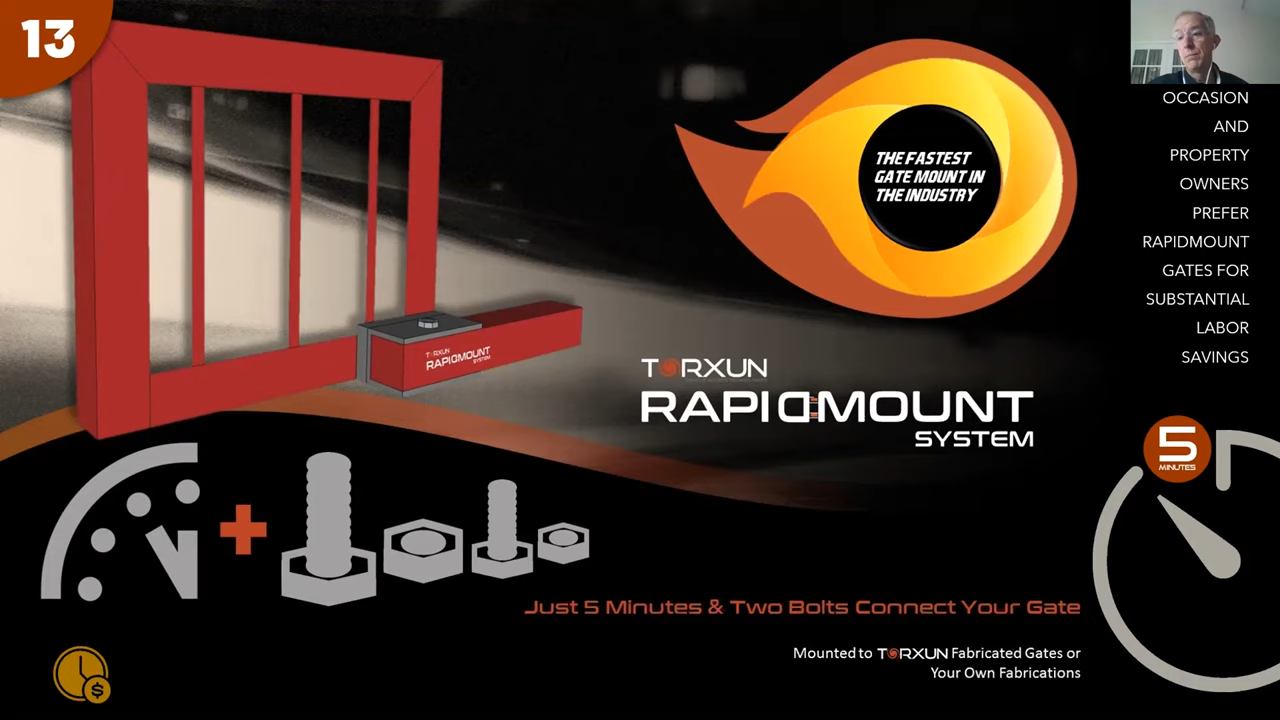 13
TORXUN
RAPIDMOUNT
SYSTEM
THE FASTEST
GATE MOUNT IN
THE INDUSTRY
TORXUN
RAPIDMOUNT
SYSTEM
OCCASION
AND
PROPERTY
OWNERS
PREFER
RAPIDMOUNT
GATES FOR
SUBSTANTIAL
LABOR
SAVINGS
5
MINUTES
Just 5 Minutes & Two Bolts Connect Your Gate
Mounted to TORXUN Fabricated Gates or
Your Own Fabrications
$